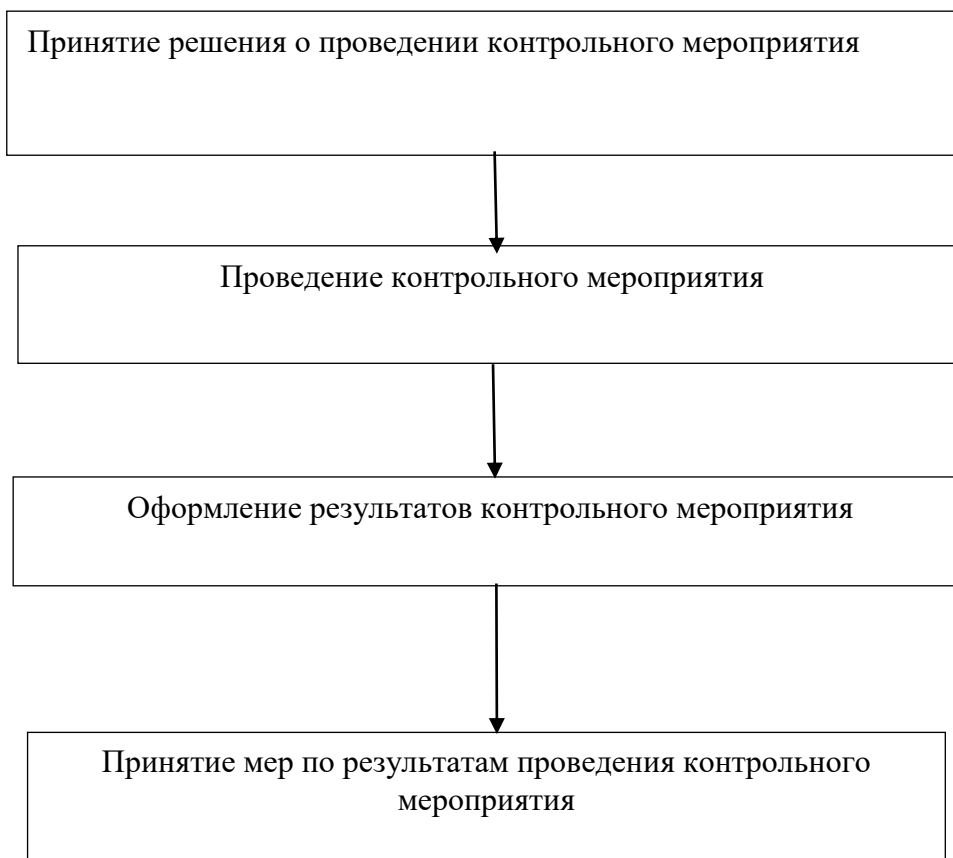 Принятие решения о проведении контрольного мероприятия
Проведение контрольного мероприятия
Оформление результатов контрольного мероприятия
Принятие мер по результатам проведения контрольного
мероприятия